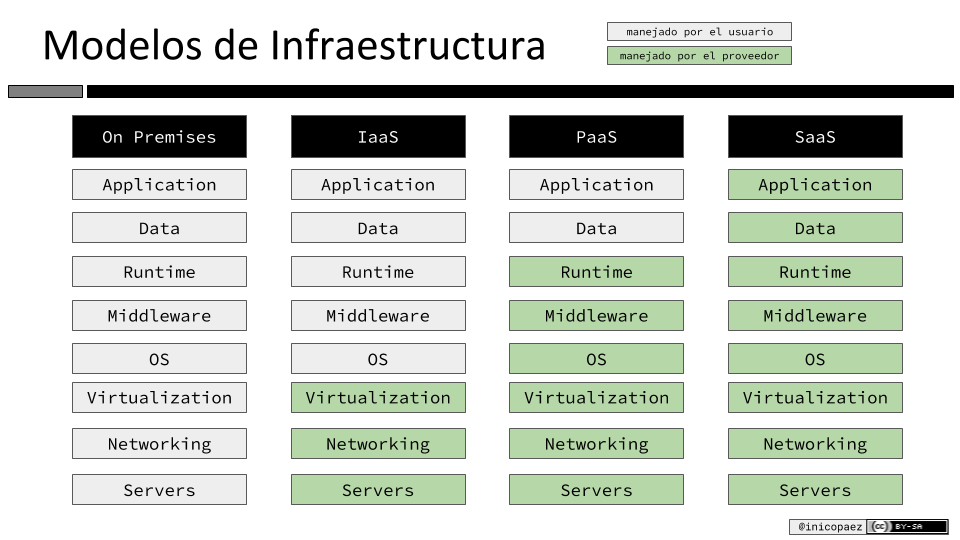 Modelos de Infraestructura
manejado por el usuario
manejado por el proveedor
On Premises IaaS PaaS SaaS
Application Application Application Application
Data Data Data Data
Runtime Runtime Runtime Runtime
Middleware Middleware Middleware Middleware
OS OS OS OS
Virtualization Virtualization Virtualization Virtualization
Networking Networking Networking Networking
Servers Servers Servers Servers
@inicopaez cc BY-SA